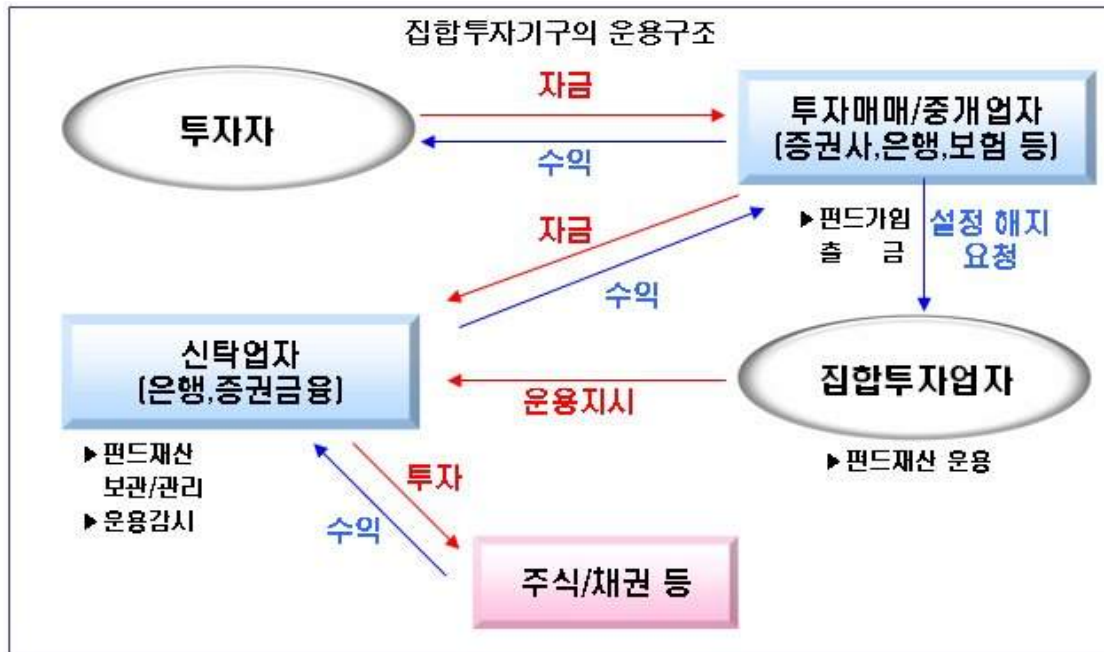 집합투자기구의 운용구조
투자자
자금
수익
투자매매/중개업자
(증권사,은행,보험 등)
자금
수익
▶펀드가입
출 금
설정 해지
요청
신탁업자
(은행,증권금융)
운용지시
집합투자업자
▶펀드재산
보관/관리
▶운용감시
투자
수익
▶펀드재산 운용
주식/채권 등